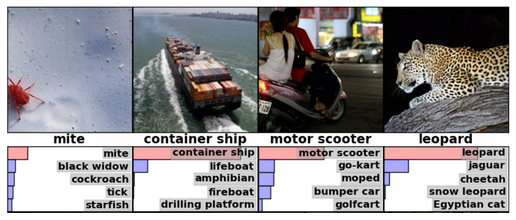 mite
container ship
motor scooter
leopard
mite
black widow
cockroach
tick
starfish
container ship
lifeboat
amphibian
fireboat
drilling platform
motor scooter
go-kart
moped
bumper car
golfcart
leopard
jaguar
cheetah
snow leopard
Egyptian cat